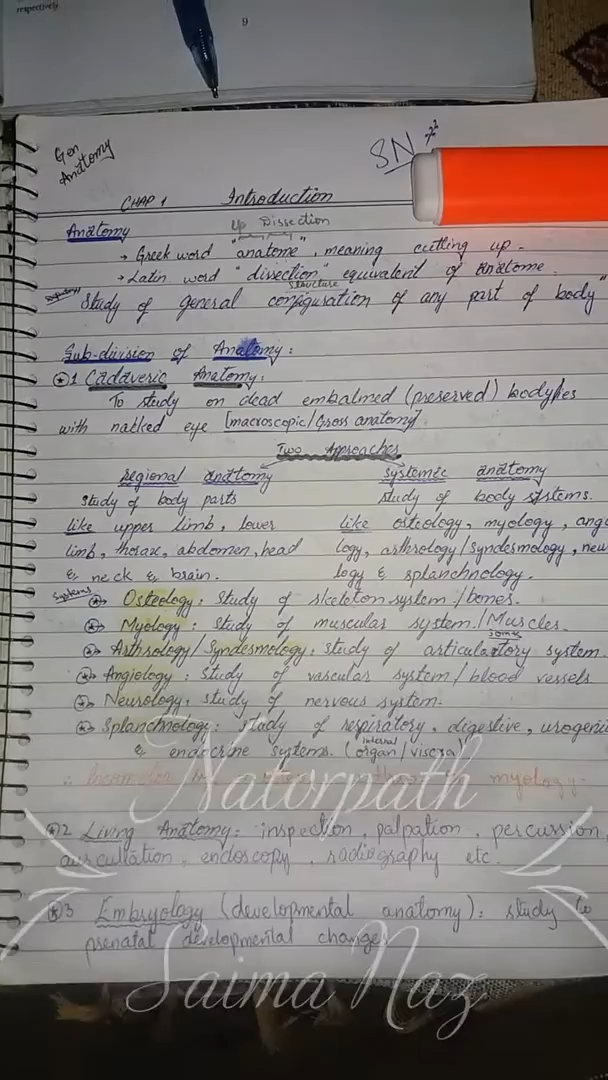 respectively.
9
Gen
Anatomy
SN
CHAP 1 Introduction
Anatomy
up Dissection
→ Greek word "anatome", meaning cutting up.
→ Latin word "dissection" equivalent of Anatome.
structure
"Study of general configuration of any part of body"
Sub-division of Anatomy:
1 Cadaveric Anatomy:
To study on dead embalmed (preserved) body/ies
with nakked eye [macroscopic/Gross anatomy].
Two Approaches
Regional anatomy
study of body parts
like upper limb, lower
limb, thorax, abdomen, head
& neck & brain.
systemic anatomy
study of body systems.
like osteology, myology, ang
logy, arthrology/syndesmology, neu
logy & splanchnology.
Systems
Osteology: Study of skeleton system/bones.
Myology: Study of muscular system/Muscles.
joints
Arthrology/Syndesmology: study of articulatory system.
Angiology: Study of vascular system/blood vessels
Neurology: study of nervous system.
Splanchnology: study of respiratory, digestive, urogeni
internal
& endocrine systems. (organ/viscra)
∴ myology.
Natorpath
2 Living Anatomy: inspection, palpation, percussion,
auscultation, endoscopy, radiography etc.
3 Embryology (developmental anatomy): study to
prenatal developmental changes
Saima Naz